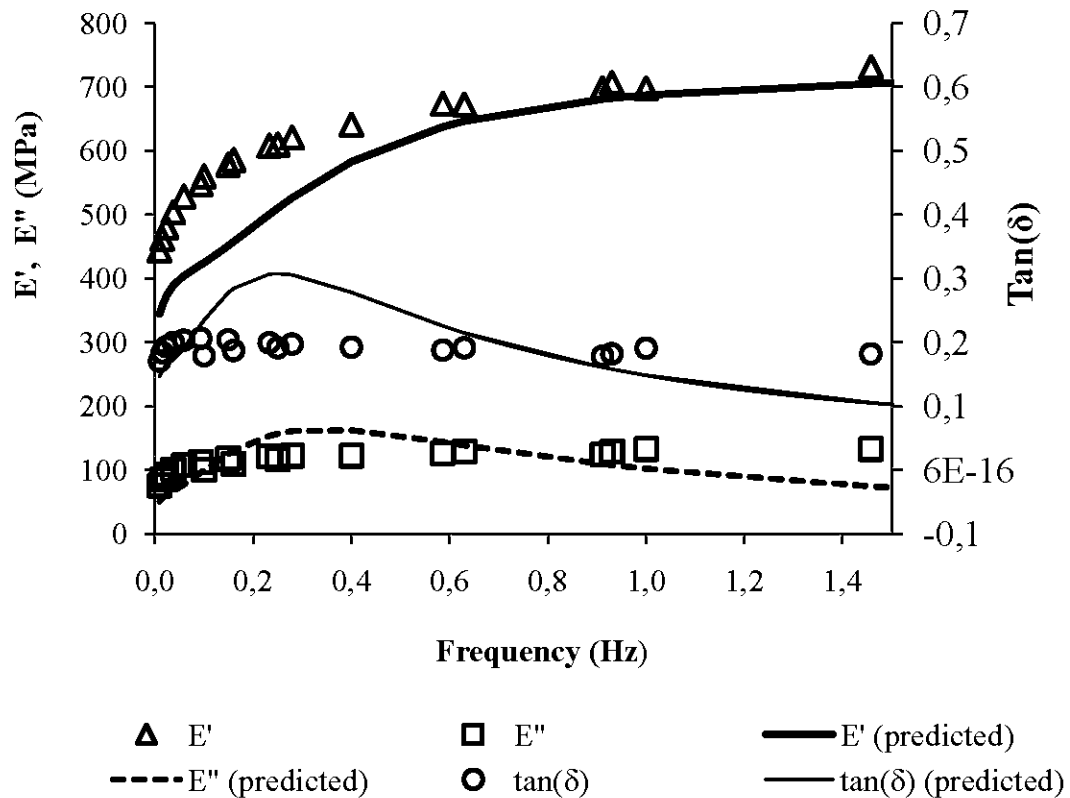 800
700
600
500
400
300
200
100
0
E', E" (MPa)
0,7
0,6
0,5
0,4
0,3
0,2
0,1
6E-16
-0,1
Tan(δ)
0,0 0,2 0,4 0,6 0,8 1,0 1,2 1,4
Frequency (Hz)
E' E" E' (predicted)
E" (predicted) tan(δ) tan(δ) (predicted)